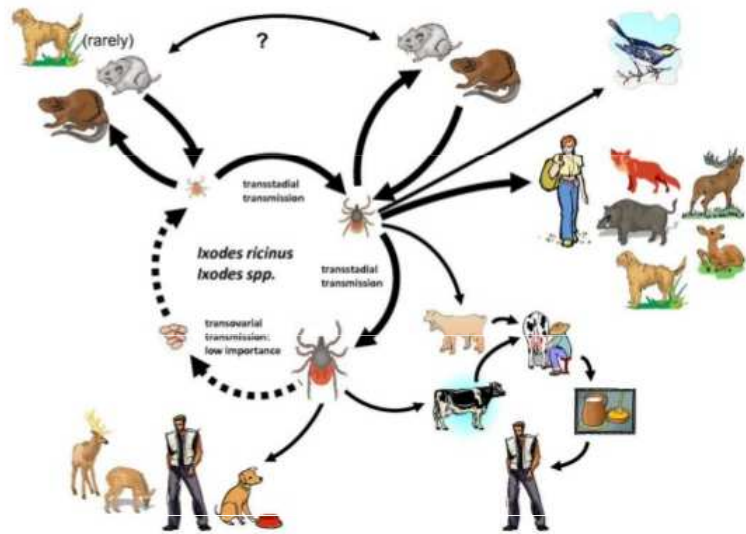 (rarely)
?
transstadial
transmission
Ixodes ricinus
Ixodes spp.
transstadial
transmission
transovarial
transmission:
low importance